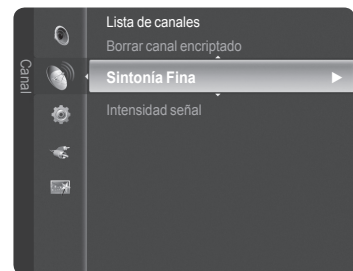 Canal
Lista de canales
Borrar canal encriptado
Sintonía Fina
Intensidad señal